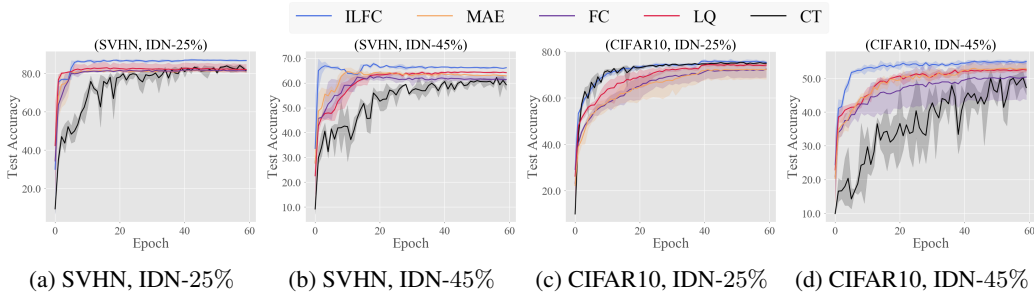 ILFC MAE FC LQ CT
(SVHN, IDN-25%) (SVHN, IDN-45%) (CIFAR10, IDN-25%) (CIFAR10, IDN-45%)
Test Accuracy
80.0
60.0
40.0
20.0
0 20 40 60
Epoch
Test Accuracy
70.0
60.0
50.0
40.0
30.0
20.0
10.0
0 20 40 60
Epoch
Test Accuracy
80.0
60.0
40.0
20.0
0 20 40 60
Epoch
Test Accuracy
50.0
40.0
30.0
20.0
10.0
0 20 40 60
Epoch
(a) SVHN, IDN-25% (b) SVHN, IDN-45% (c) CIFAR10, IDN-25% (d) CIFAR10, IDN-45%